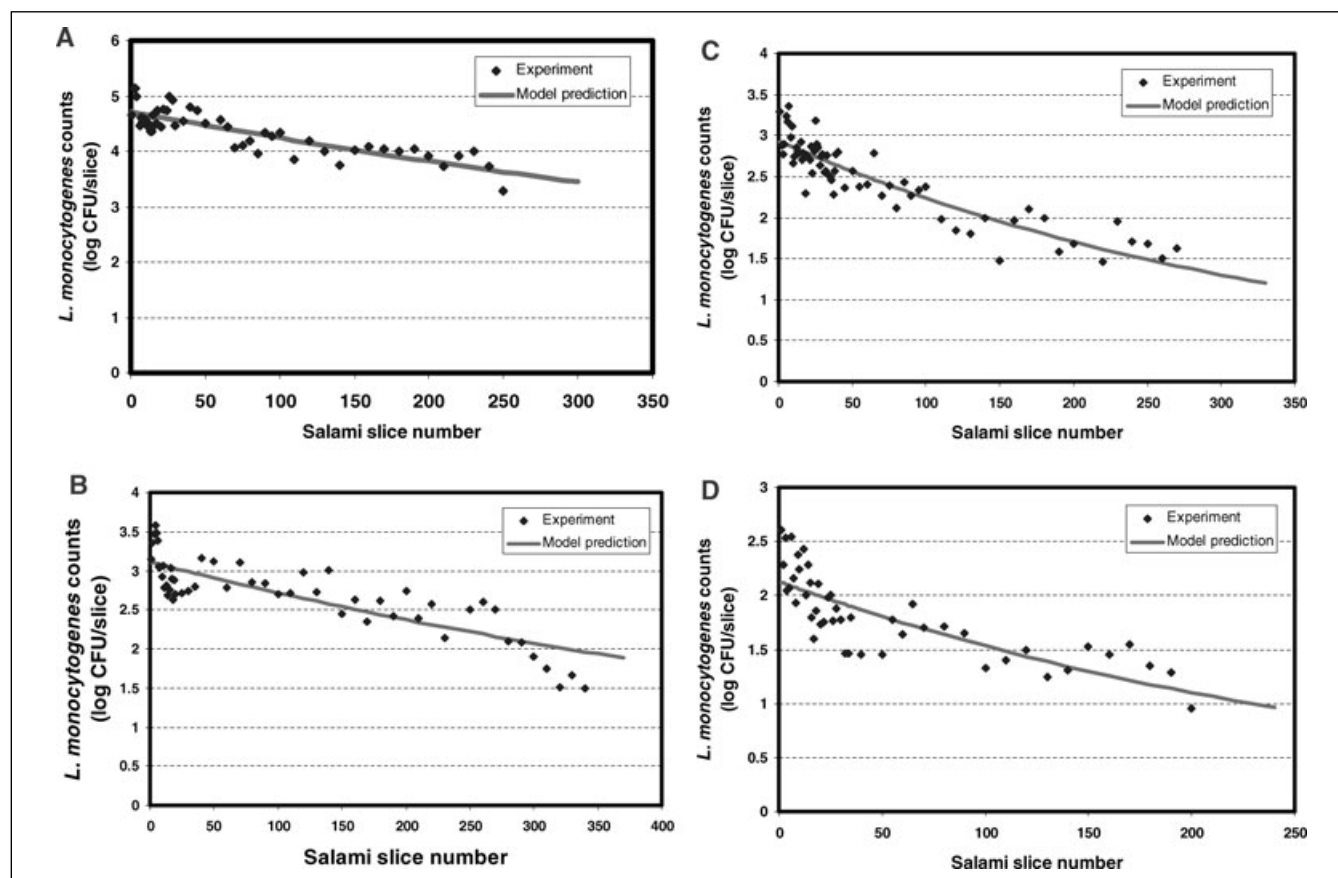 A
L. monocytogenes counts
(log CFU/slice)
6
5
4
3
2
1
0
0 50 100 150 200 250 300 350
Salami slice number
Experiment
Model prediction
C
L. monocytogenes counts
(log CFU/slice)
4
3.5
3
2.5
2
1.5
1
0.5
0
0 50 100 150 200 250 300 350
Salami slice number
Experiment
Model prediction
B
L. monocytogenes counts
(log CFU/slice)
4
3.5
3
2.5
2
1.5
1
0.5
0
0 50 100 150 200 250 300 350 400
Salami slice number
Experiment
Model prediction
D
L. monocytogenes counts
(log CFU/slice)
3
2.5
2
1.5
1
0.5
0
0 50 100 150 200 250
Salami slice number
Experiment
Model prediction